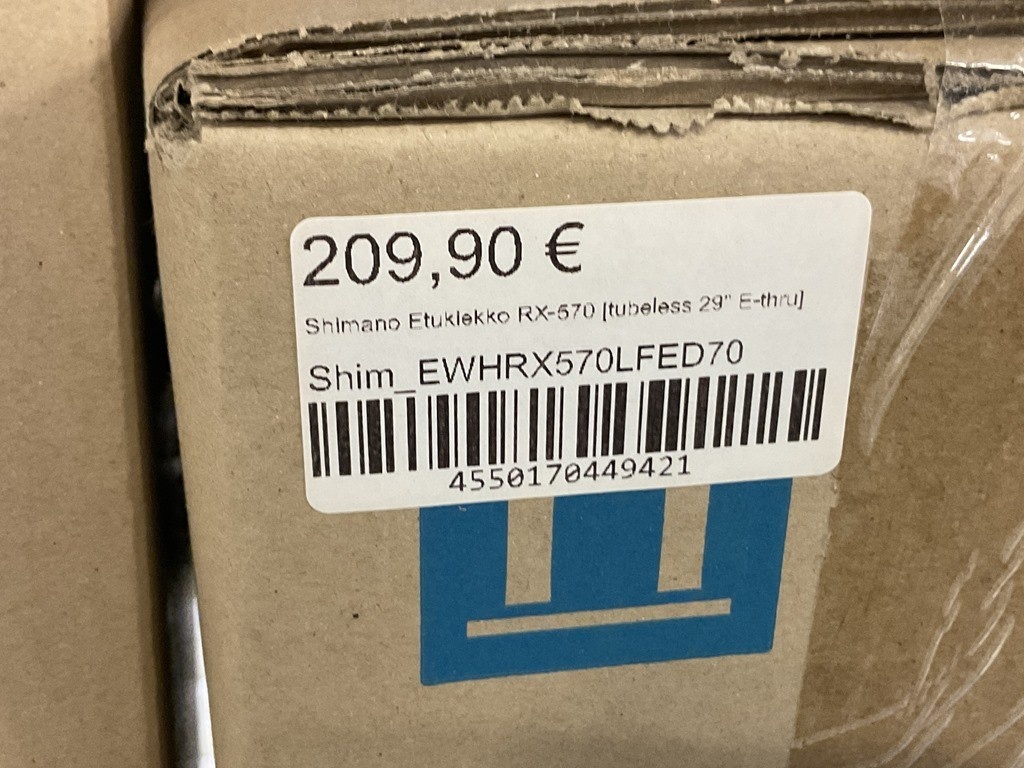 209,90 €
Shimano Etukiekko RX-570 [tubeless 29" E-thru]
Shim_EWHRX570LFED70
4550170449421